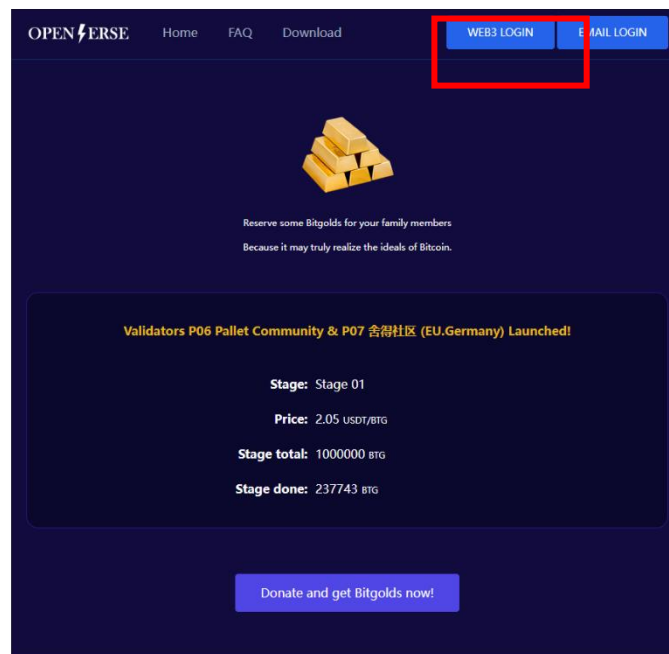 OPEN ERSE Home FAQ Download WEB3 LOGIN EMAIL LOGIN
Reserve some Bitgolds for your family members
Because it may truly realize the ideals of Bitcoin.
Validators P06 Pallet Community & P07 舍得社区 (EU.Germany) Launched!
Stage: Stage 01
Price: 2.05 USDT/BTG
Stage total: 1000000 BTG
Stage done: 237743 BTG
Donate and get Bitgolds now!